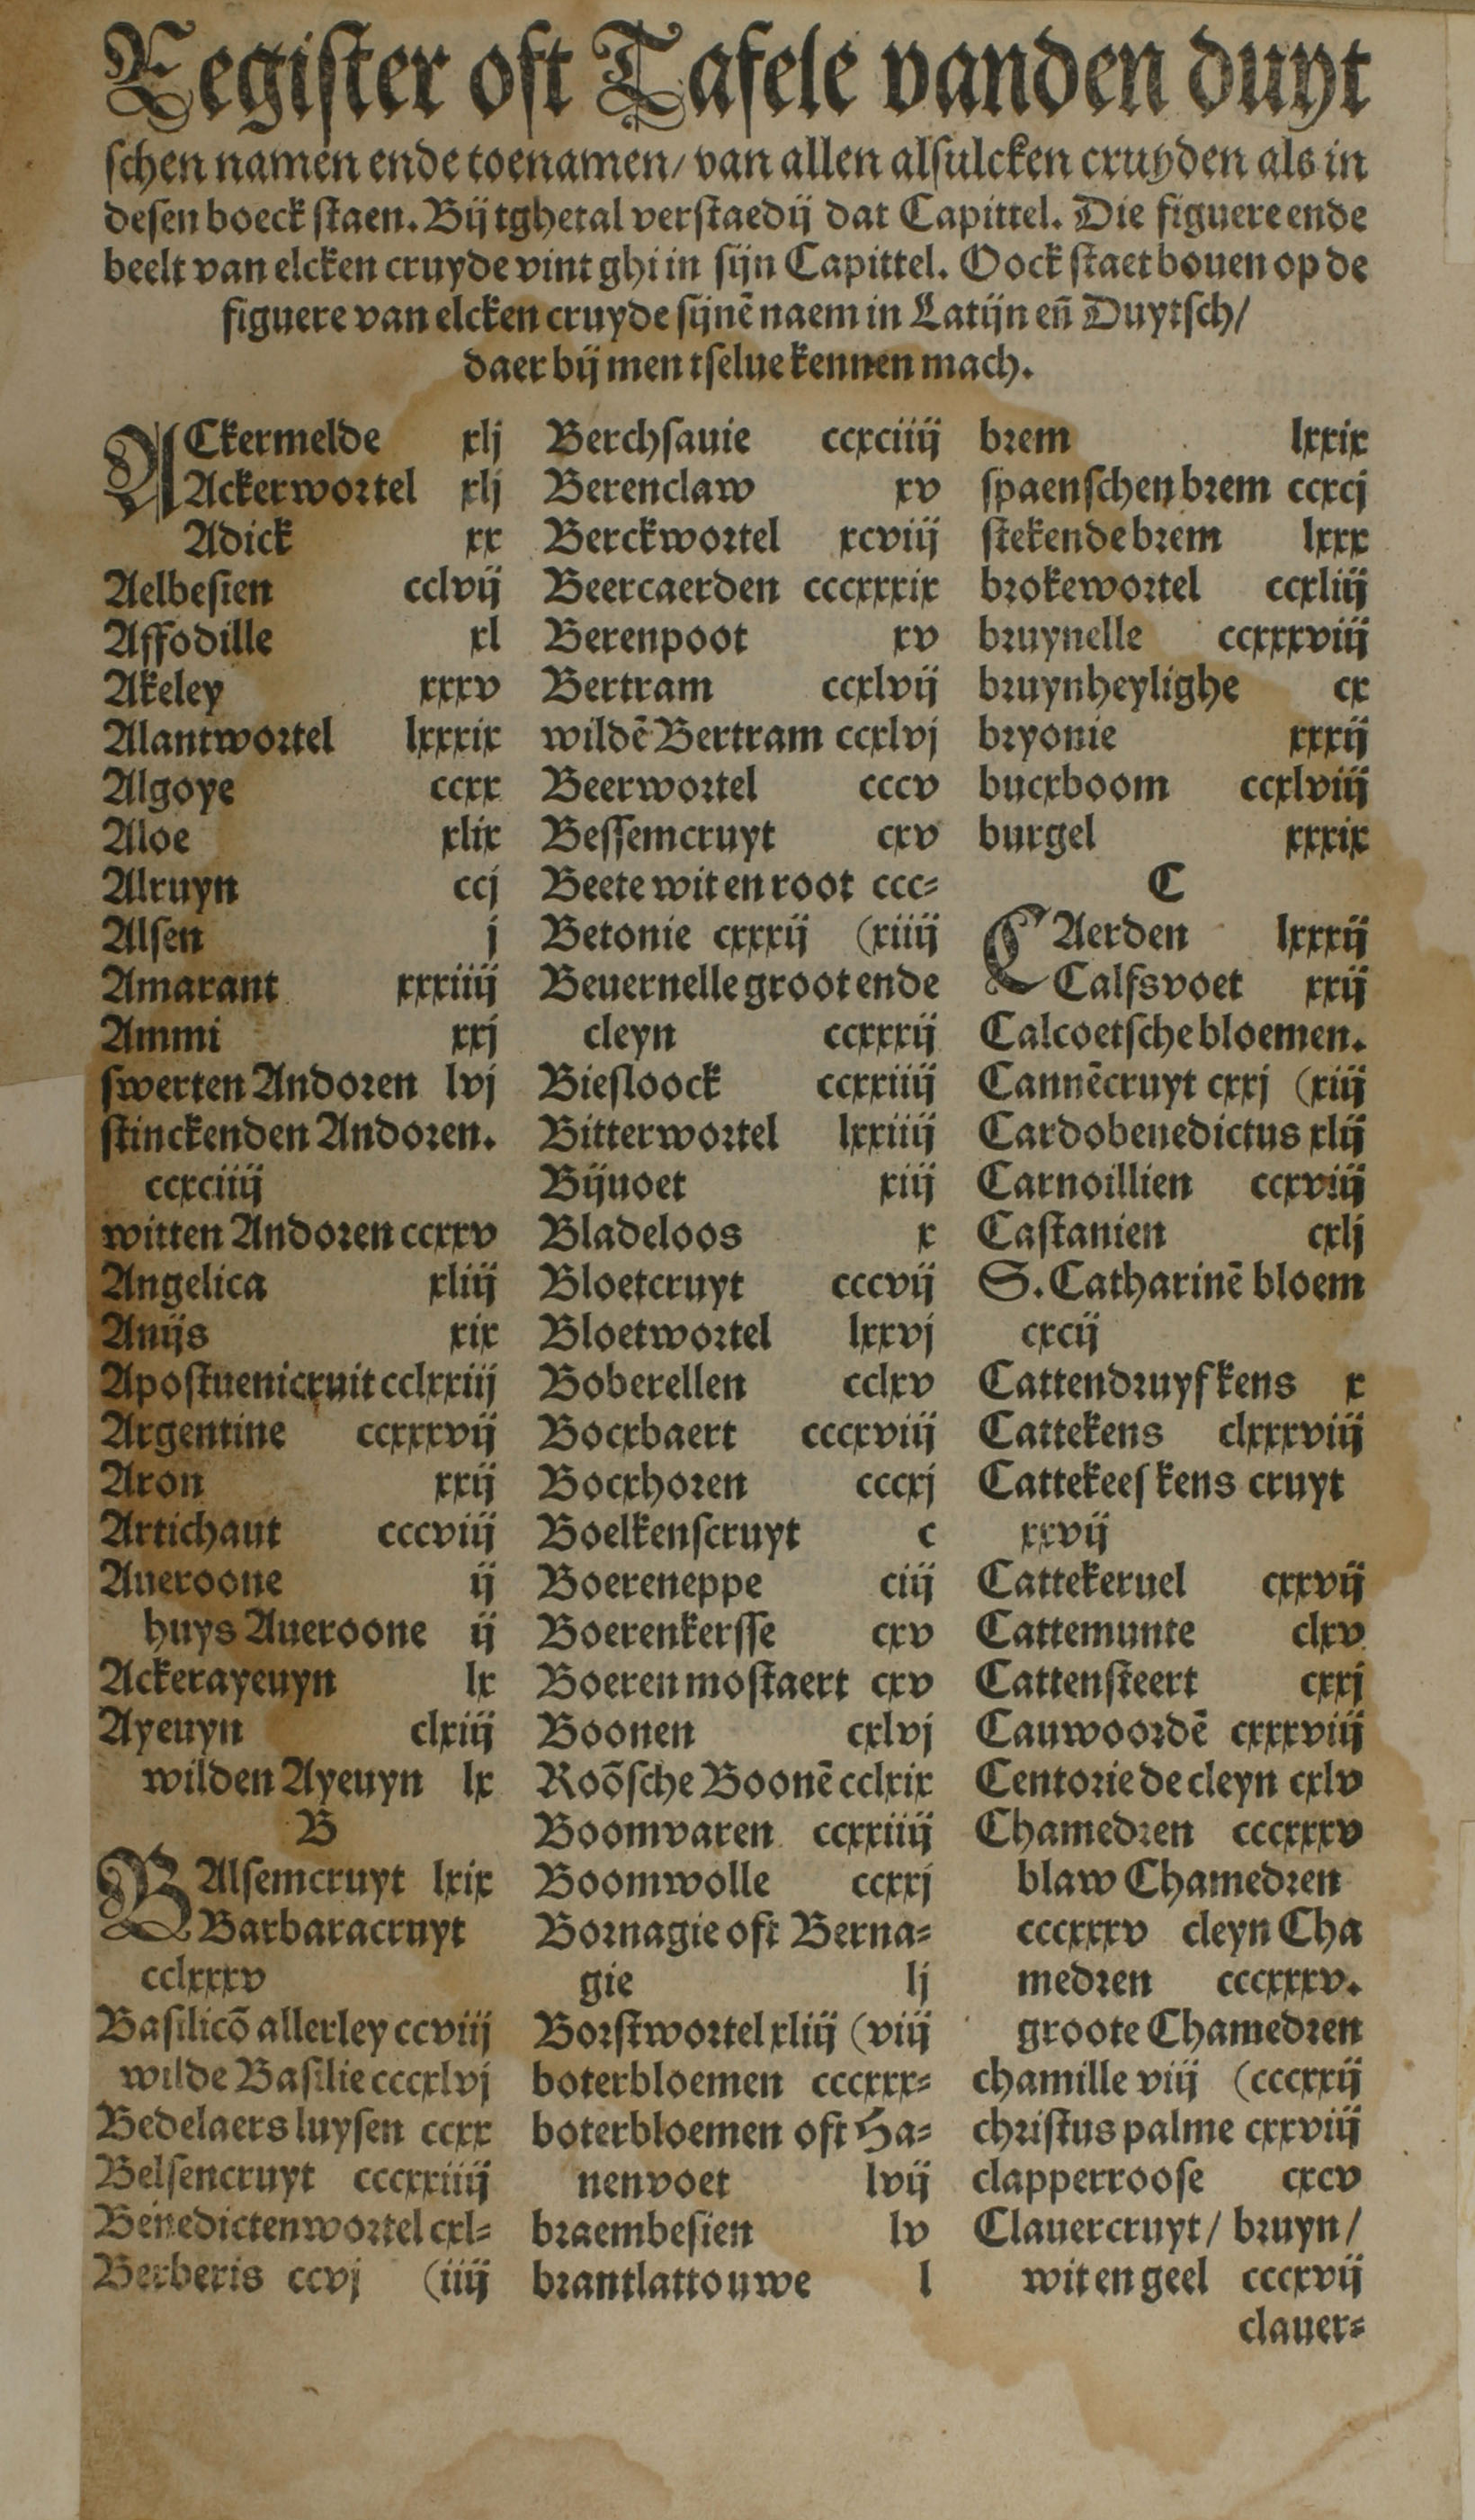 Register oft Tafele vanden duyt
schen namen ende toenamen/ van allen alsulcken cruyden als in
desen boeck staen. Bij tghetal verstaedij dat Capittel. Die figuere ende
beelt van elcken cruyde vint ghi in sijn Capittel. Oock staet bouen op de
figuere van elcken cruyde sijnē naem in Latijn eñ Duytsch/
daer bij men tselue kennen mach.
ACkermelde xlj
Ackerwortel xlj
Adick xx
Aelbesien cclvij
Affodille xl
Akeley xxxv
Alantwortel lxxxix
Algoye ccxx
Aloe xlix
Alruyn ccj
Alsen j
Amarant xxxiiij
Ammi xxj
swerten Andoren lvj
stinckenden Andoren.
ccxciiij
witten Andoren ccxxv
Angelica xliij
Anijs xix
Apostuenicruit cclxxiij
Argentine ccxxxvij
Aron xxij
Artichaut cccviij
Aueroone ij
huys Aueroone ij
Ackerayeuyn lx
Ayeuyn clxiij
wilden Ayeuyn lx
B
BAlsemcruyt lxix
Barbaracruyt
cclxxxv
Basilicō allerley ccviij
wilde Basilie cccxlvj
Bedelaers luysen ccxx
Belsencruyt cccxxiiij
Benedictenwortel cxl=
Berberis ccvj (iiij
Berchsauie ccxciiij
Berenclaw xv
Berckwortel xcviij
Beercaerden cccxxxix
Berenpoot xv
Bertram ccxlvij
wildē Bertram ccxlvj
Beerwortel cccv
Bessemcruyt cxv
Beete wit en root ccc=
Betonie cxxxij (xiiij
Beuernelle groot ende
cleyn ccxxxij
Biesloock ccxxiiij
Bitterwortel lxxiiij
Bijuoet xiij
Bladeloos x
Bloetcruyt cccvij
Bloetwortel lxxvj
Boberellen cclxv
Bocxbaert cccxviij
Bocxhoren cccxj
Boelkenscruyt c
Boereneppe ciij
Boerenkersse cxv
Boeren mostaert cxv
Boonen cxlvj
Roōsche Boonē cclxix
Boomvaren ccxxiiij
Boomwolle ccxxj
Bornagie oft Berna=
gie lj
Borstwortel xliij (viij
boterbloemen cccxxx=
boterbloemen oft Ha=
nenvoet lvij
braembesien lv
brantlattouwe l
brem lxxix
spaenschen brem ccxcj
stekende brem lxxx
brokewortel ccxliij
bruynelle ccxxxviij
bruynheylighe cx
bryonie xxxij
bucxboom ccxlviij
burgel xxxix
C
CAerden lxxxij
Calfsvoet xxij
Calcoetsche bloemen.
Cannēcruyt cxxj (xiij
Cardobenedictus xlij
Carnoillien ccxviij
Castanien cxlj
S. Catharinē bloem
cxcij
Cattendruyfkens x
Cattekens clxxxviij
Cattekeeskens cruyt
xxvij
Cattekeruel cxxvij
Cattemunte clxv
Cattensteert cxxj
Cauwoordē cxxxviij
Centorie de cleyn cxlv
Chamedren cccxxxv
blaw Chamedren
cccxxxv cleyn Cha
medren cccxxxv.
groote Chamedren
chamille viij (cccxxij
christus palme cxxviij
clapperroose cxcv
Clauercruyt/ bruyn/
wit en geel cccxvij
clauer=